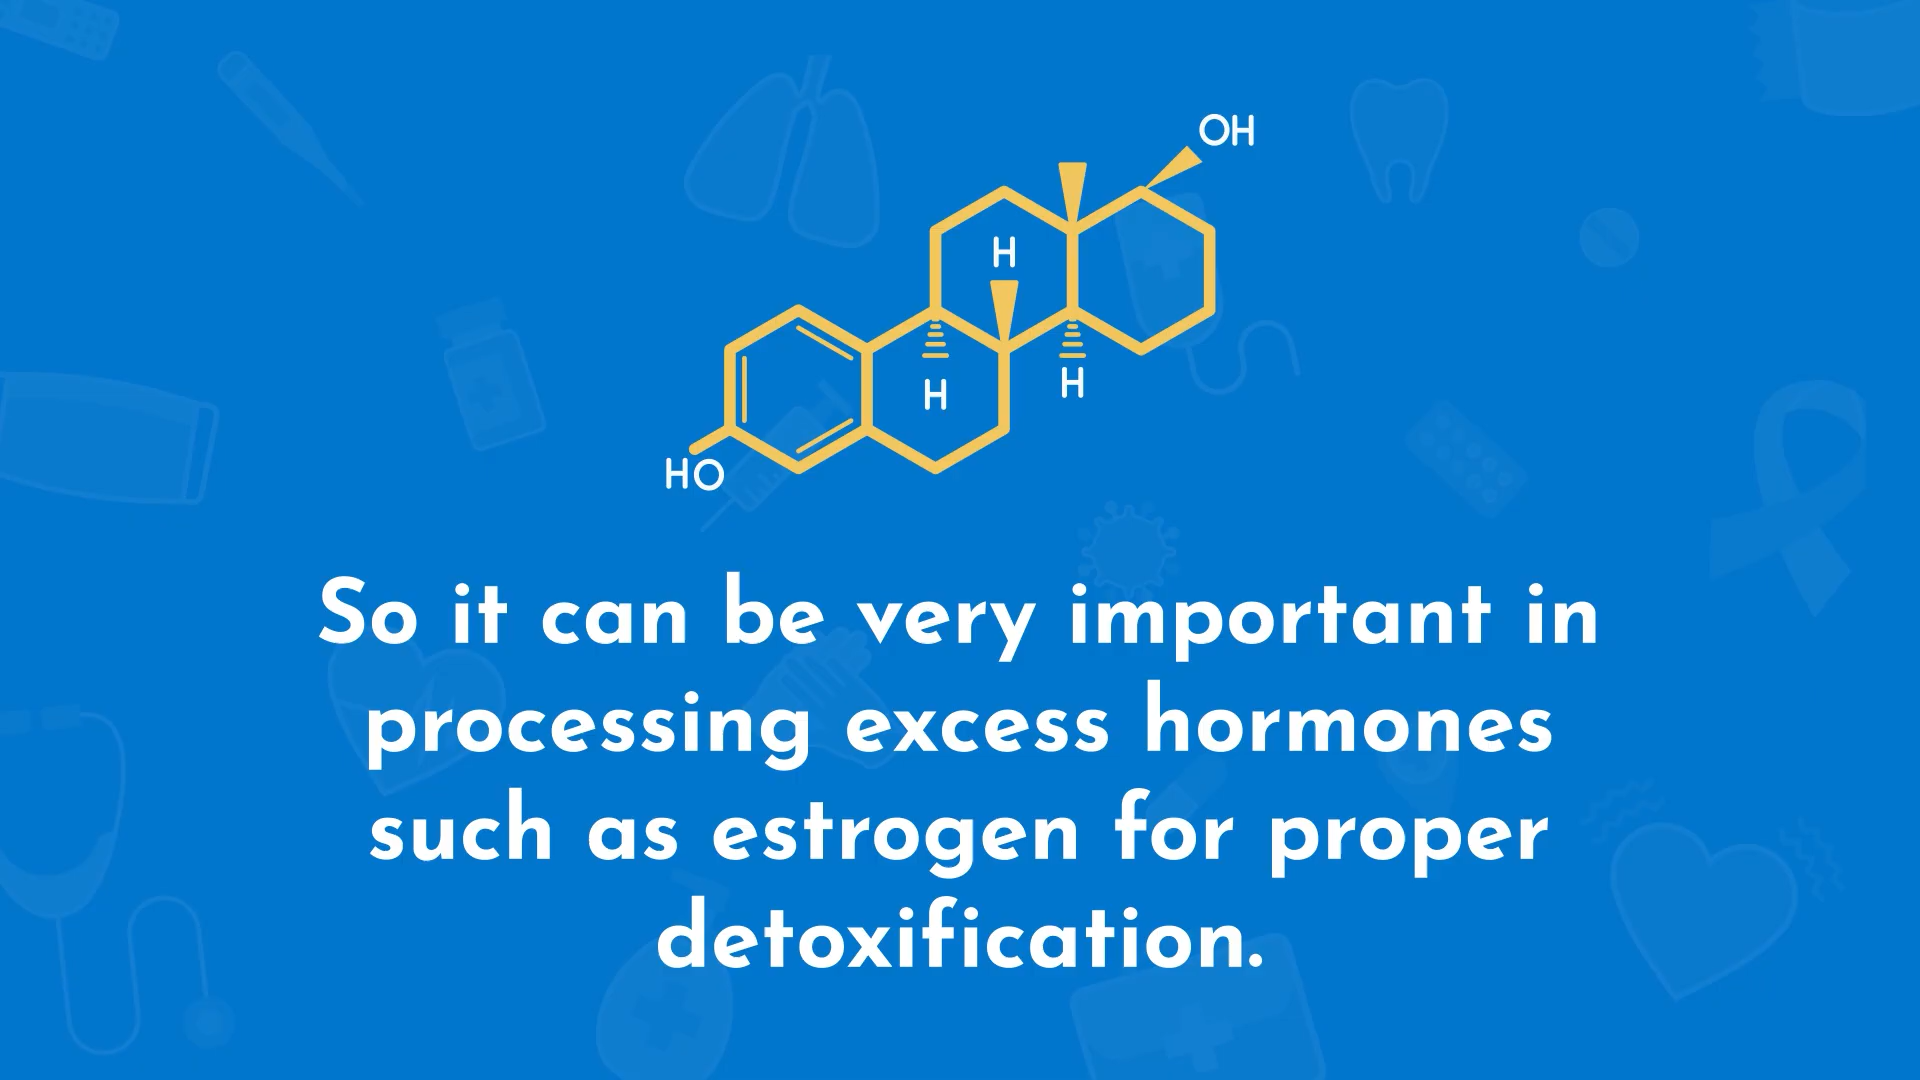 OH
H
H
H
HO
So it can be very important in
processing excess hormones
such as estrogen for proper
detoxification.